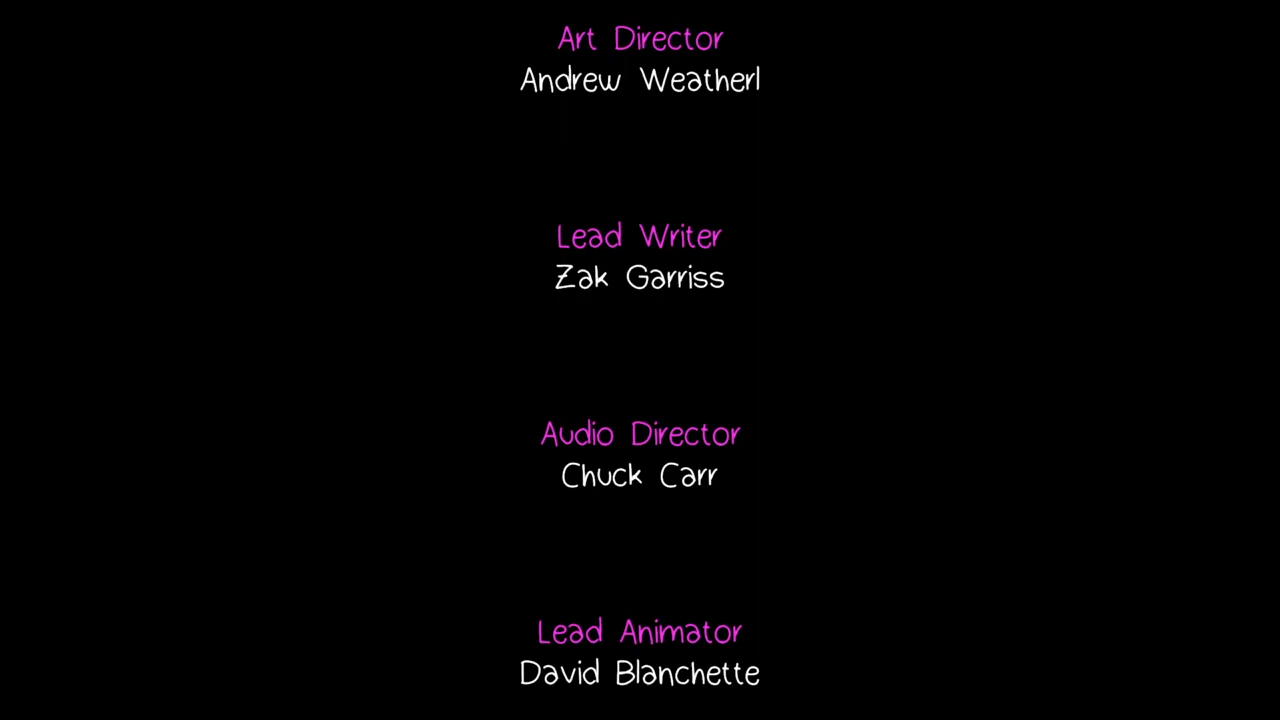 Art Director
Andrew Weatherl
Lead Writer
Zak Garriss
Audio Director
Chuck Carr
Lead Animator
David Blanchette